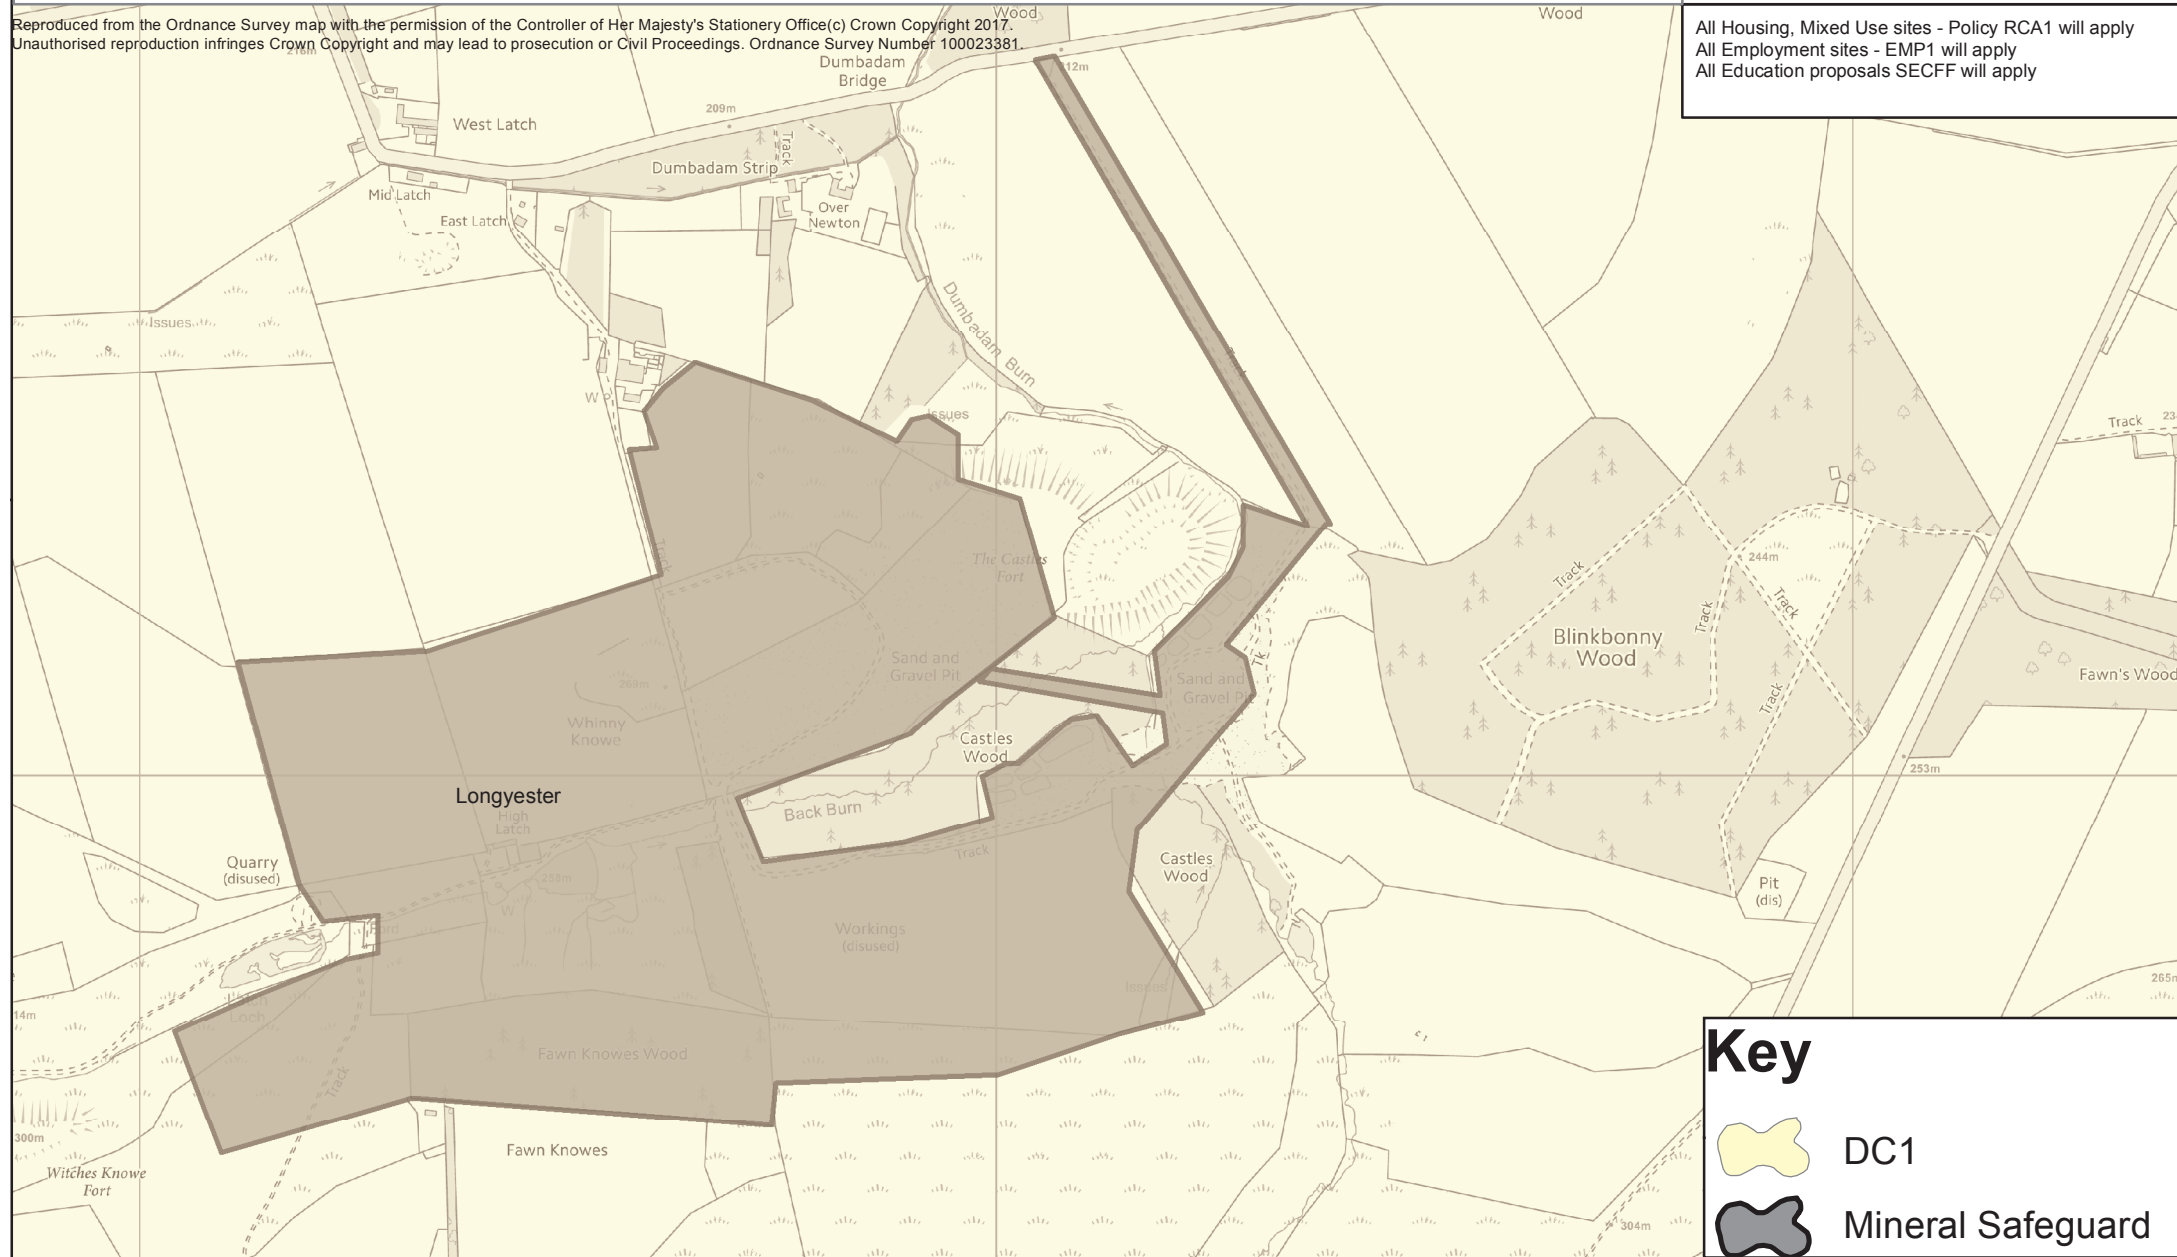 Reproduced from the Ordnance Survey map with the permission of the Controller of Her Majesty's Stationery Office(c) Crown Copyright 2017.
Unauthorised reproduction infringes Crown Copyright and may lead to prosecution or Civil Proceedings. Ordnance Survey Number 100023381.
All Housing, Mixed Use sites - Policy RCA1 will apply
All Employment sites - EMP1 will apply
All Education proposals SECFF will apply
Wood
Wood
216m
Dumbadam
Bridge
212m
209m
West Latch
Track
Dumbadam Strip
Mid Latch
East Latch
Over
Newton
Issues
Dumbadam Burn
Track
W
Issues
Track
Track
The Castles
Fort
244m
Track
Track
Track
Blinkbonny
Wood
Tk
Sand and
Gravel Pit
Sand and
Gravel Pit
269m
Fawn's Wood
Track
Whinny
Knowe
Castles
Wood
253m
Longyester
High
Latch
Back Burn
Track
Castles
Wood
Quarry
(disused)
Pit
(dis)
258m
W
Ford
Workings
(disused)
265m
Issues
Latch
Loch
14m
Fawn Knowes Wood
Track
300m
Fawn Knowes
Witches Knowe
Fort
304m
Key
DC1
Mineral Safeguard